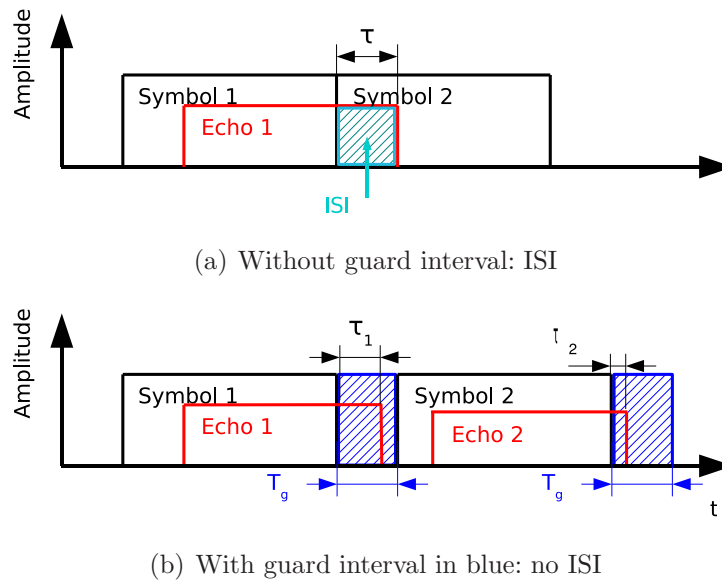 Amplitude
τ
Symbol 1
Symbol 2
Echo 1
ISI
(a) Without guard interval: ISI
Amplitude
τ1
τ2
Symbol 1
Symbol 2
Echo 1
Echo 2
Tg
Tg
t
(b) With guard interval in blue: no ISI